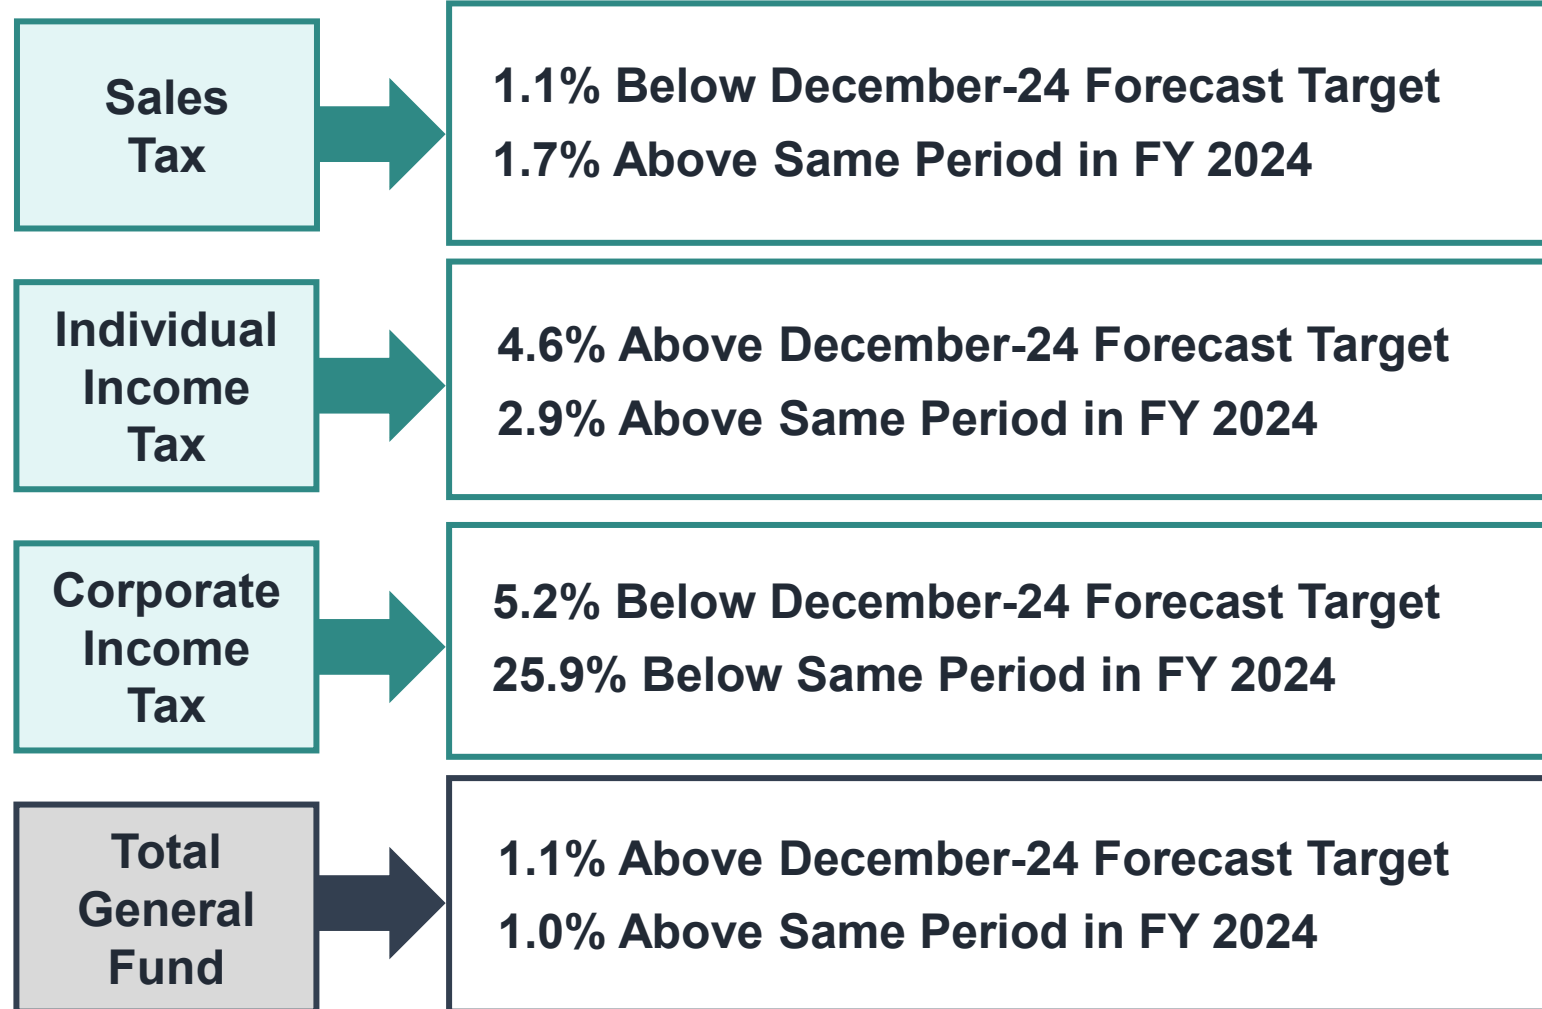 Sales
Tax
1.1% Below December-24 Forecast Target
1.7% Above Same Period in FY 2024
Individual
Income
Tax
4.6% Above December-24 Forecast Target
2.9% Above Same Period in FY 2024
Corporate
Income
Tax
5.2% Below December-24 Forecast Target
25.9% Below Same Period in FY 2024
Total
General
Fund
1.1% Above December-24 Forecast Target
1.0% Above Same Period in FY 2024